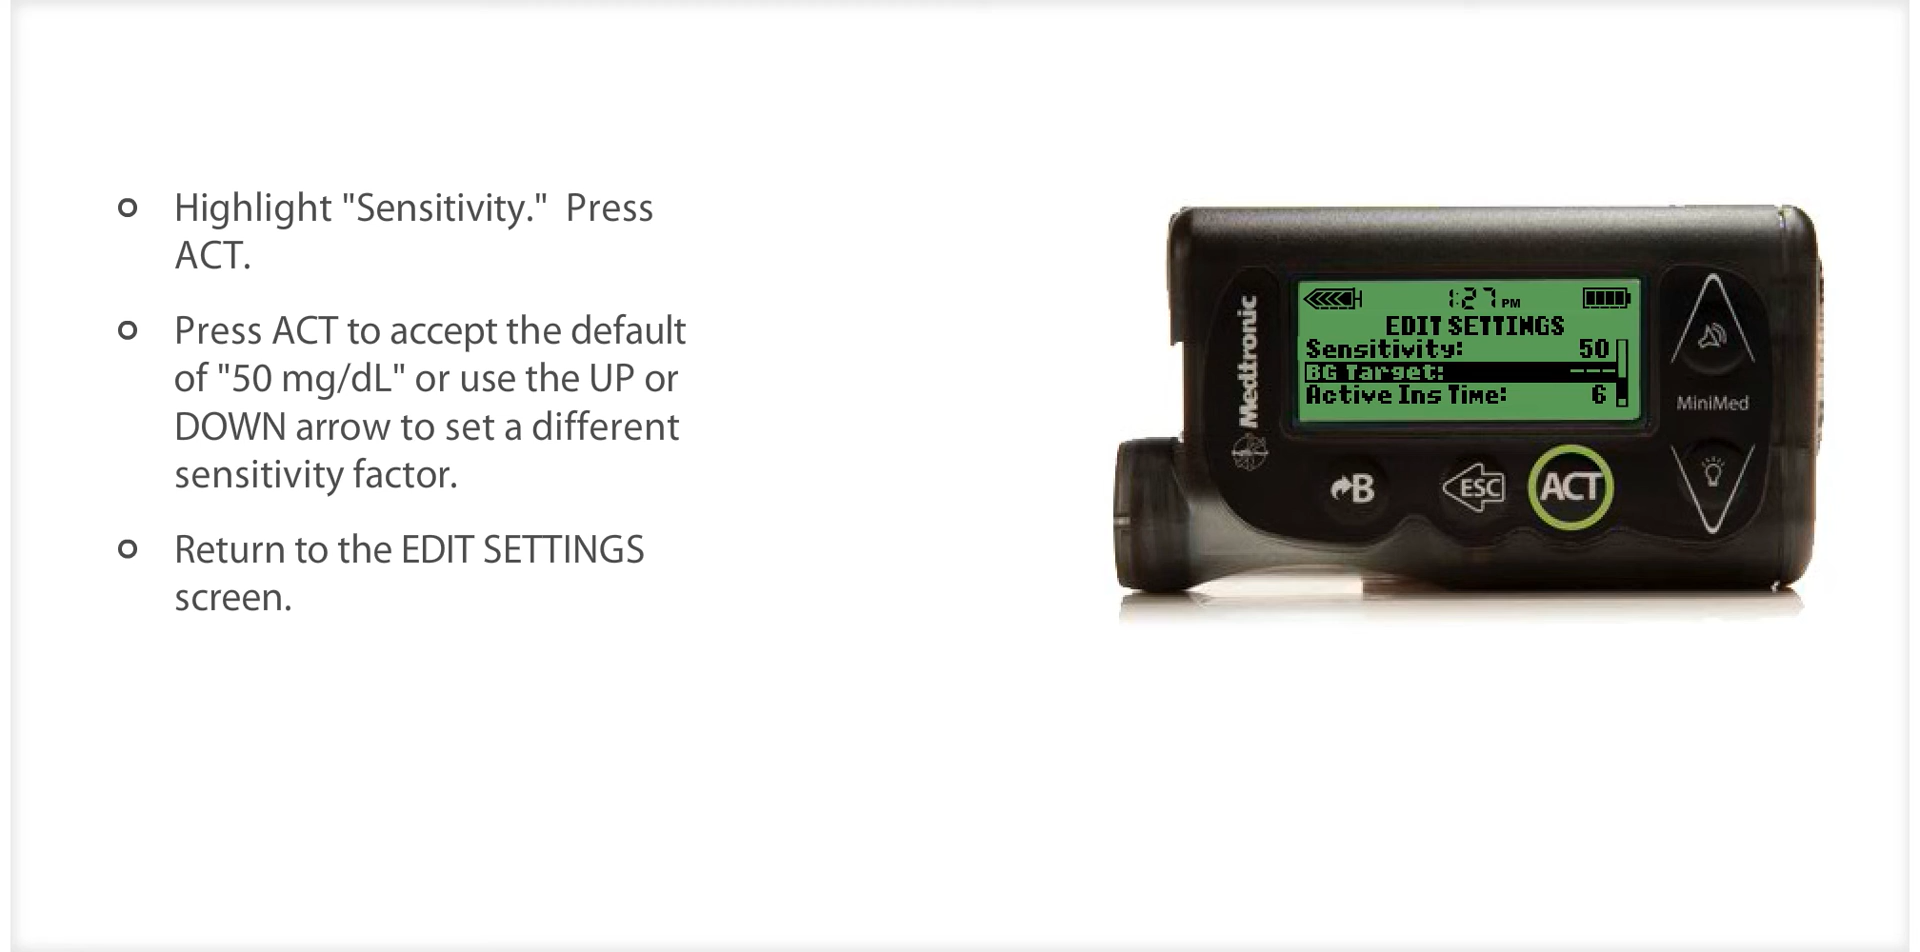 Highlight "Sensitivity."  Press
ACT.
Press ACT to accept the default
of "50 mg/dL" or use the UP or
DOWN arrow to set a different
sensitivity factor.
Return to the EDIT SETTINGS
screen.
Medtronic
1:27 PM
EDIT SETTINGS
Sensitivity: 50
BG Target: ---
Active Ins Time: 6
MiniMed
B
ESC
ACT